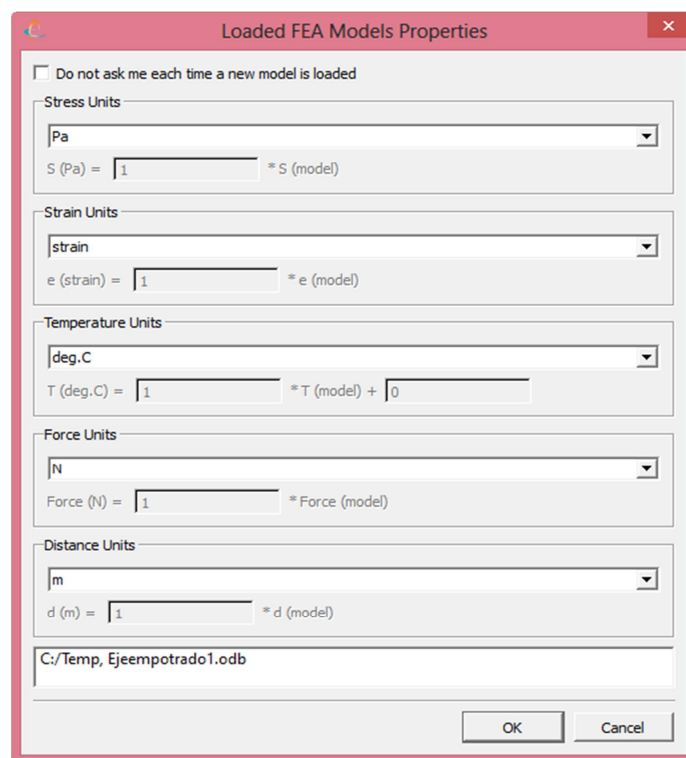 Loaded FEA Models Properties
Do not ask me each time a new model is loaded
Stress Units
Pa
S (Pa) = 1 * S (model)
Strain Units
strain
e (strain) = 1 * e (model)
Temperature Units
deg.C
T (deg.C) = 1 * T (model) + 0
Force Units
N
Force (N) = 1 * Force (model)
Distance Units
m
d (m) = 1 * d (model)
C:/Temp, Ejeempotrado1.odb
OK Cancel